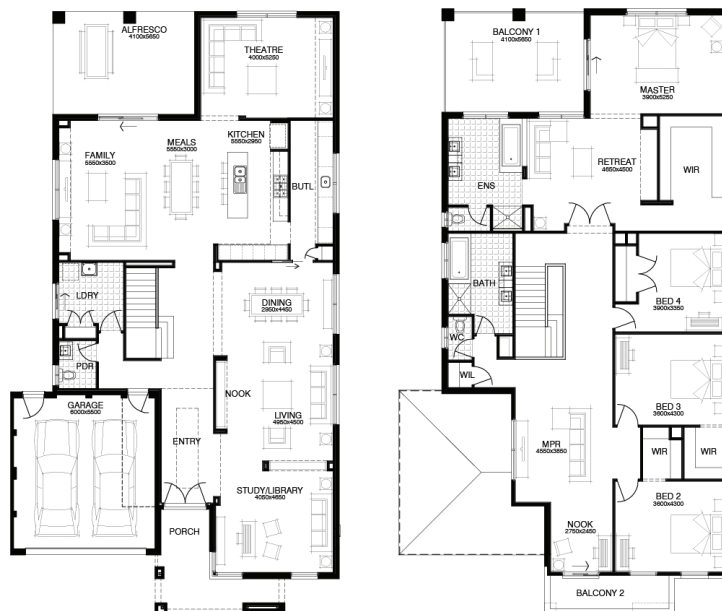 ALFRESCO
4100x5650
THEATRE
4000x5250
FAMILY
5550x3500
MEALS
5550x3000
KITCHEN
5550x2950
BUTL
LDRY
DINING
2950x4450
PDR
NOOK
LIVING
4950x4500
GARAGE
6000x5500
ENTRY
STUDY/LIBRARY
4050x4650
PORCH
BALCONY 1
4100x5650
MASTER
3900x5250
RETREAT
4650x4500
WIR
ENS
BATH
BED 4
3900x3350
WC
WIL
BED 3
3600x4300
MPR
4550x3650
WIR
WIR
BED 2
3600x4300
NOOK
2750x2450
BALCONY 2